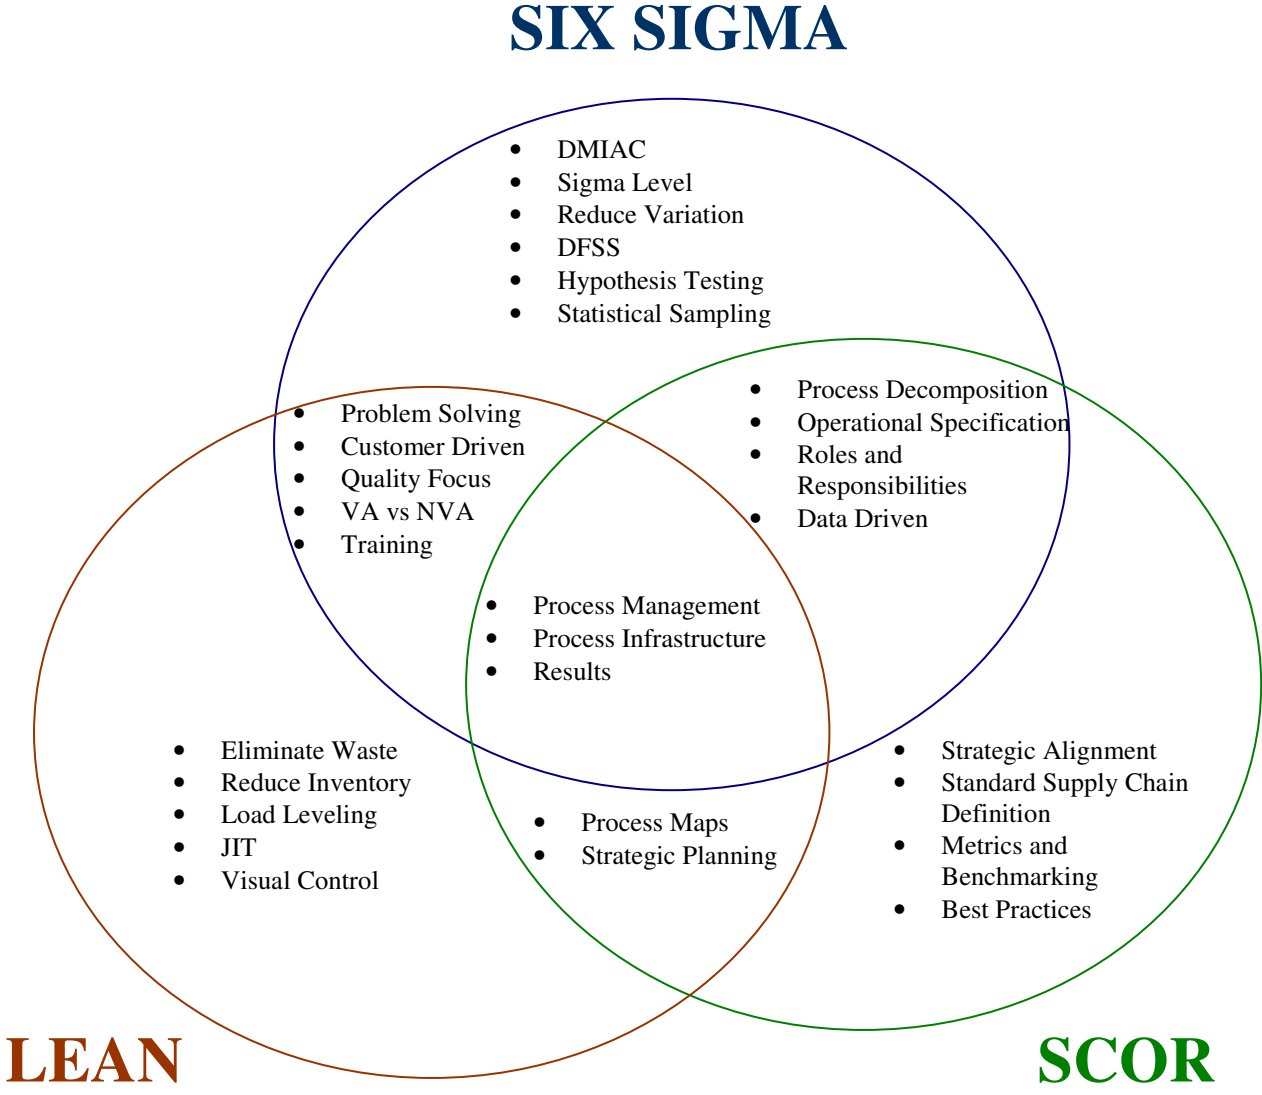 SIX SIGMA
• DMIAC
• Sigma Level
• Reduce Variation
• DFSS
• Hypothesis Testing
• Statistical Sampling
• Problem Solving
• Customer Driven
• Quality Focus
• VA vs NVA
• Training
• Process Decomposition
• Operational Specification
• Roles and
Responsibilities
• Data Driven
• Process Management
• Process Infrastructure
• Results
• Eliminate Waste
• Reduce Inventory
• Load Leveling
• JIT
• Visual Control
• Process Maps
• Strategic Planning
• Strategic Alignment
• Standard Supply Chain
Definition
• Metrics and
Benchmarking
• Best Practices
LEAN
SCOR